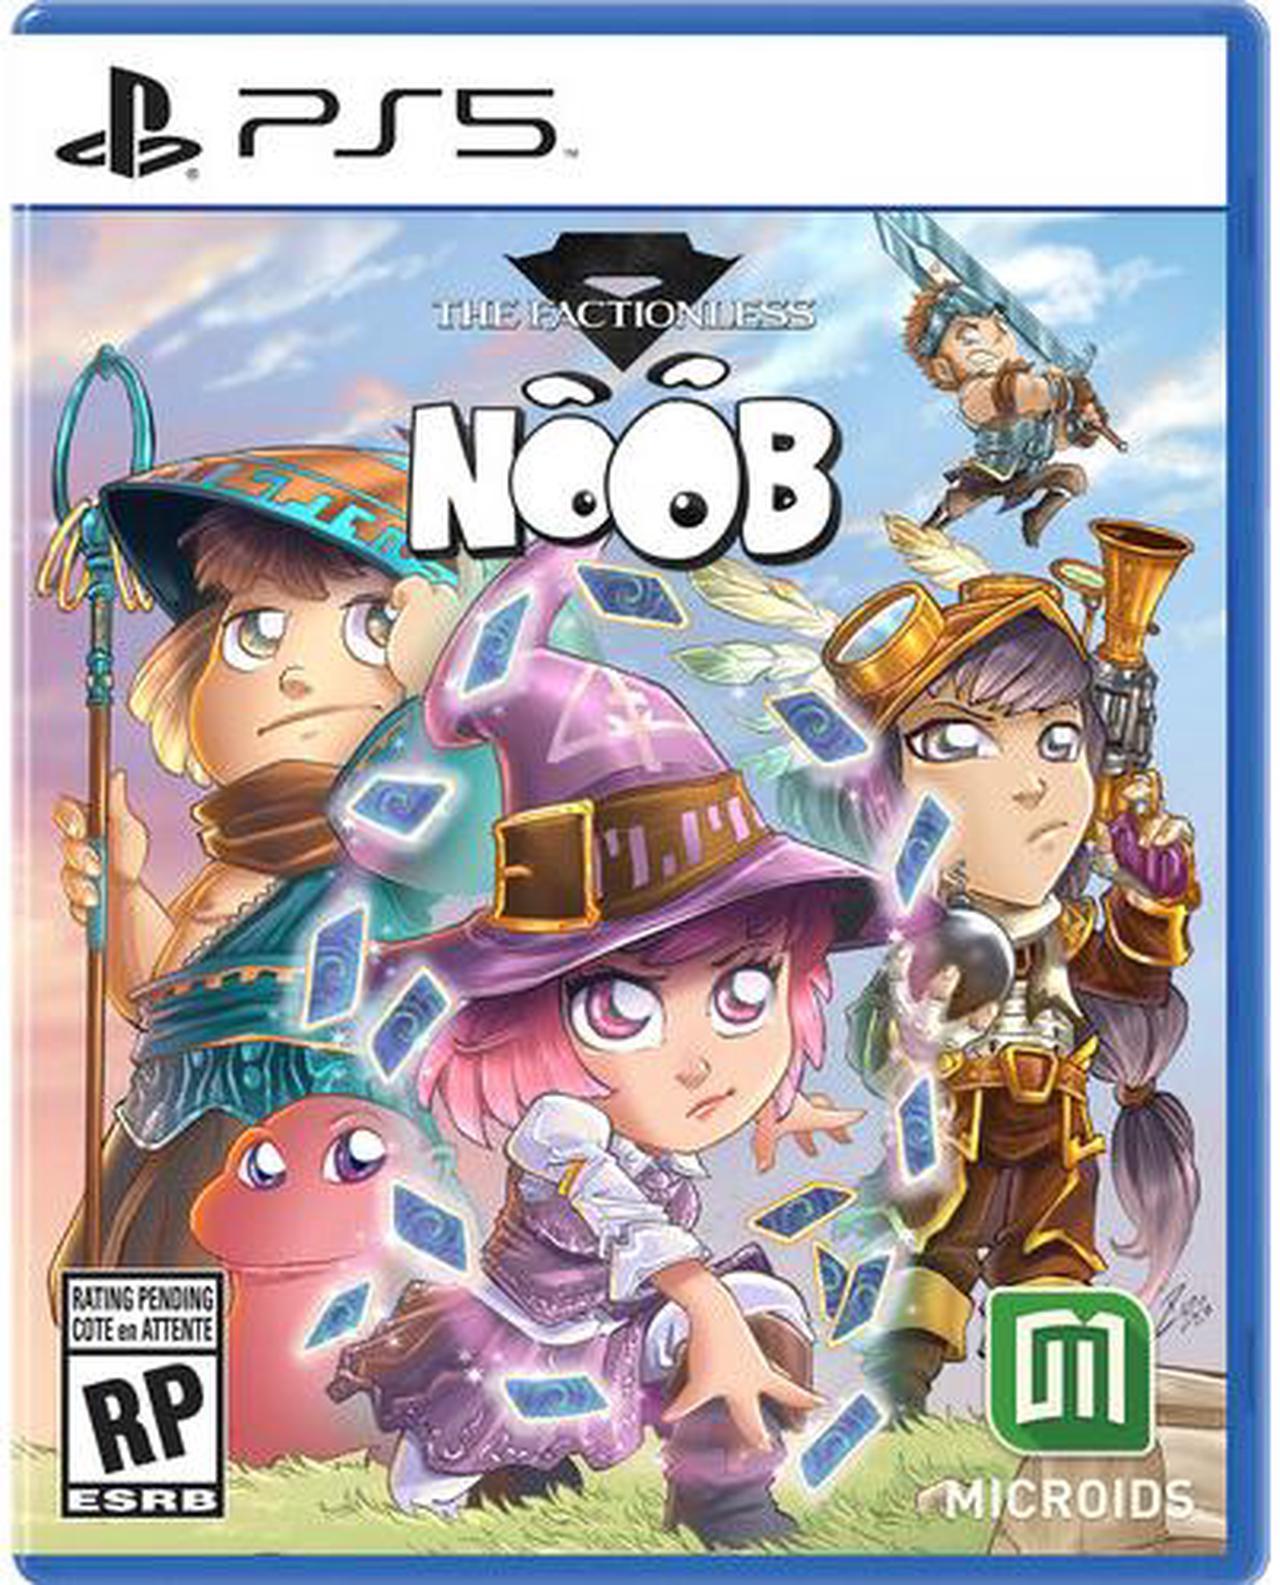 PS5
THE FACTIONLESS
NOOB
RATING PENDING
COTE en ATTENTE
RP
ESRB
MICROIDS